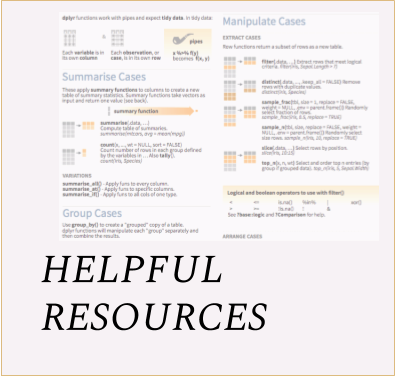 dplyr functions work with pipes and expect tidy data. In tidy data:
pipes
Each variable is in its own column
Each observation, or case, is in its own row
x %>% f(y) becomes f(x, y)
Summarise Cases
These apply summary functions to columns to create a new
table of summary statistics. Summary functions take vectors as
input and return one value (see back).
summary function
summarise(.data, …)
Compute table of summaries.
summarise(mtcars, avg = mean(mpg))
count(x, ..., wt = NULL, sort = FALSE)
Count number of rows in each group defined
by the variables in … Also tally().
count(iris, Species)
VARIATIONS
summarise_all() - Apply funs to every column.
summarise_at() - Apply funs to specific columns.
summarise_if() - Apply funs to all cols of one type.
Group Cases
Use group_by() to create a "grouped" copy of a table.
dplyr functions will manipulate each "group" separately and
then combine the results.
Manipulate Cases
EXTRACT CASES
Row functions return a subset of rows as a new table.
filter(.data, …) Extract rows that meet logical
criteria. filter(iris, Sepal.Length > 7)
distinct(.data, ..., .keep_all = FALSE) Remove
rows with duplicate values.
distinct(iris, Species)
sample_frac(tbl, size = 1, replace = FALSE,
weight = NULL, .env = parent.frame()) Randomly
select fraction of rows.
sample_frac(iris, 0.5, replace = TRUE)
sample_n(tbl, size, replace = FALSE, weight =
NULL, .env = parent.frame()) Randomly select
size rows. sample_n(iris, 10, replace = TRUE)
slice(.data, …) Select rows by position.
slice(iris, 10:15)
top_n(x, n, wt) Select and order top n entries (by
group if grouped data). top_n(iris, 5, Sepal.Width)
Logical and boolean operators to use with filter()
< <= is.na() %in% | xor()
> >= !is.na() ! &
See ?base::logic and ?Comparison for help.
ARRANGE CASES
HELPFUL
RESOURCES